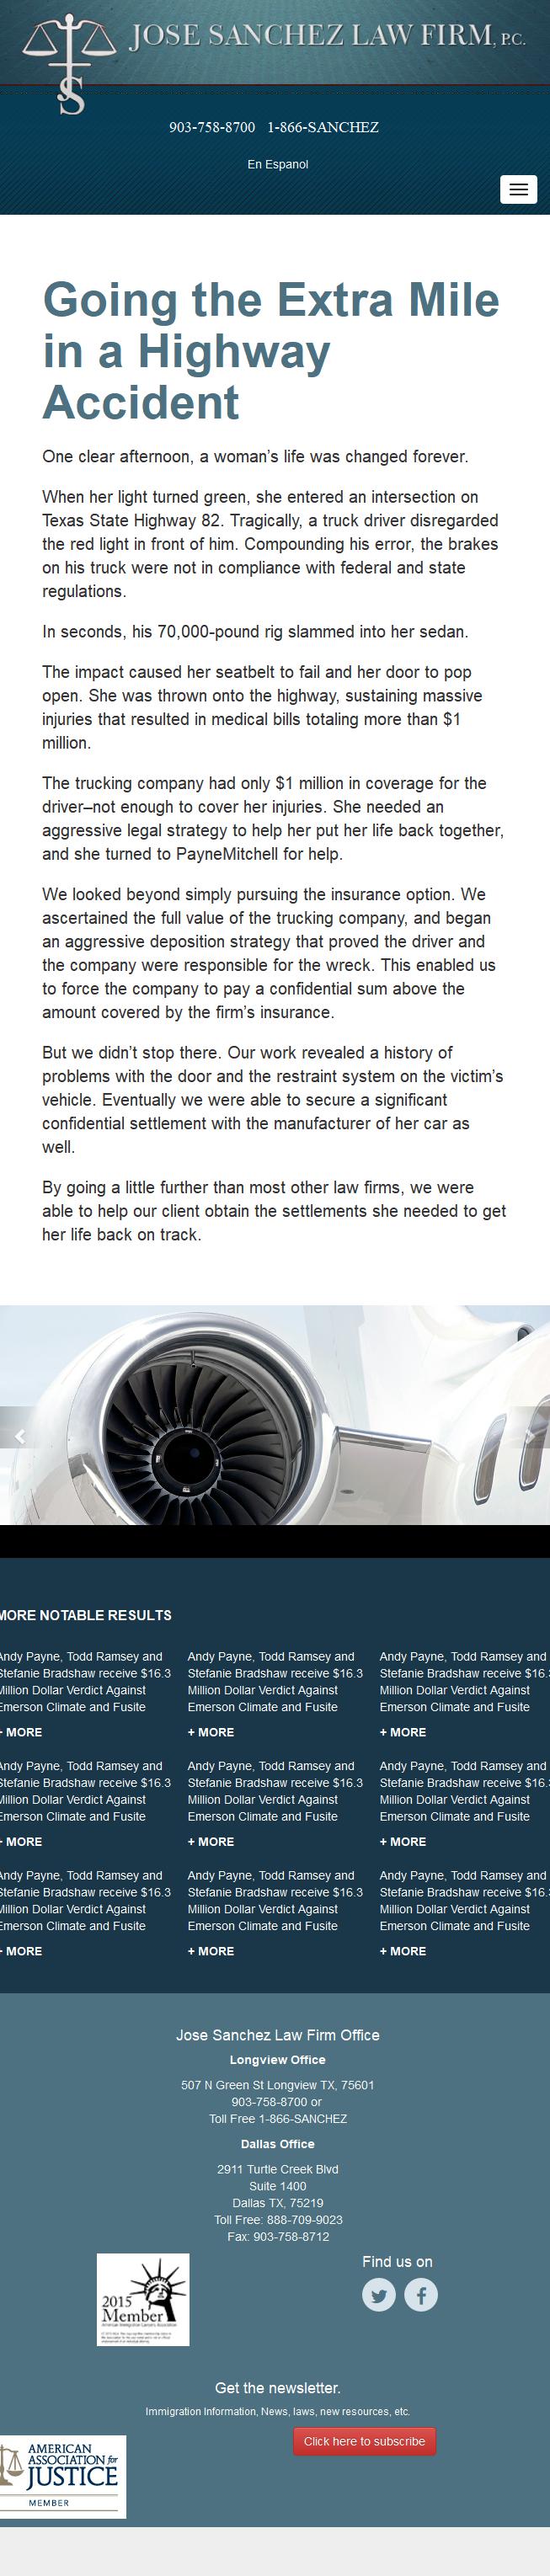 JOSE SANCHEZ LAW FIRM, P.C.
903-758-8700 1-866-SANCHEZ
En Espanol
Going the Extra Mile
in a Highway
Accident
One clear afternoon, a woman's life was changed forever.
When her light turned green, she entered an intersection on
Texas State Highway 82. Tragically, a truck driver disregarded
the red light in front of him. Compounding his error, the brakes
on his truck were not in compliance with federal and state
regulations.
In seconds, his 70,000-pound rig slammed into her sedan.
The impact caused her seatbelt to fail and her door to pop
open. She was thrown onto the highway, sustaining massive
injuries that resulted in medical bills totaling more than $1
million.
The trucking company had only $1 million in coverage for the
driver–not enough to cover her injuries. She needed an
aggressive legal strategy to help her put her life back together,
and she turned to PayneMitchell for help.
We looked beyond simply pursuing the insurance option. We
ascertained the full value of the trucking company, and began
an aggressive deposition strategy that proved the driver and
the company were responsible for the wreck. This enabled us
to force the company to pay a confidential sum above the
amount covered by the firm's insurance.
But we didn't stop there. Our work revealed a history of
problems with the door and the restraint system on the victim's
vehicle. Eventually we were able to secure a significant
confidential settlement with the manufacturer of her car as
well.
By going a little further than most other law firms, we were
able to help our client obtain the settlements she needed to get
her life back on track.
MORE NOTABLE RESULTS
Andy Payne, Todd Ramsey and Andy Payne, Todd Ramsey and Andy Payne, Todd Ramsey and
Stefanie Bradshaw receive $16.3 Stefanie Bradshaw receive $16.3 Stefanie Bradshaw receive $16.3
Million Dollar Verdict Against Million Dollar Verdict Against Million Dollar Verdict Against
Emerson Climate and Fusite Emerson Climate and Fusite Emerson Climate and Fusite
+ MORE + MORE + MORE
Andy Payne, Todd Ramsey and Andy Payne, Todd Ramsey and Andy Payne, Todd Ramsey and
Stefanie Bradshaw receive $16.3 Stefanie Bradshaw receive $16.3 Stefanie Bradshaw receive $16.3
Million Dollar Verdict Against Million Dollar Verdict Against Million Dollar Verdict Against
Emerson Climate and Fusite Emerson Climate and Fusite Emerson Climate and Fusite
+ MORE + MORE + MORE
Andy Payne, Todd Ramsey and Andy Payne, Todd Ramsey and Andy Payne, Todd Ramsey and
Stefanie Bradshaw receive $16.3 Stefanie Bradshaw receive $16.3 Stefanie Bradshaw receive $16.3
Million Dollar Verdict Against Million Dollar Verdict Against Million Dollar Verdict Against
Emerson Climate and Fusite Emerson Climate and Fusite Emerson Climate and Fusite
+ MORE + MORE + MORE
Jose Sanchez Law Firm Office
Longview Office
507 N Green St Longview TX, 75601
903-758-8700 or
Toll Free 1-866-SANCHEZ
Dallas Office
2911 Turtle Creek Blvd
Suite 1400
Dallas TX, 75219
Toll Free: 888-709-9023
Fax: 903-758-8712
2015
Member
American Immigration Lawyers Association
Find us on
Get the newsletter.
Immigration Information, News, laws, new resources, etc.
Click here to subscribe
AMERICAN
ASSOCIATION for
JUSTICE
MEMBER